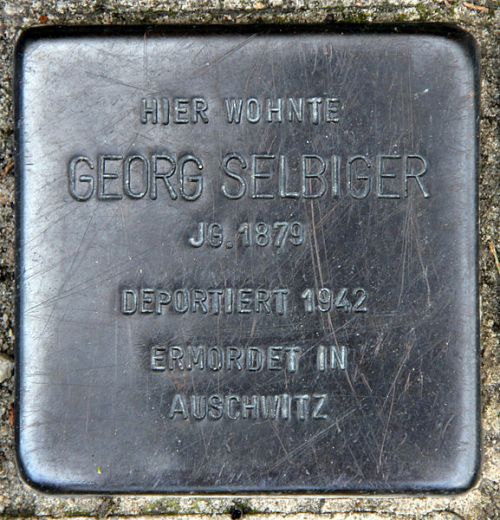 HIER WOHNTE
GEORG SELBIGER
JG. 1879
DEPORTIERT 1942
ERMORDET IN
AUSCHWITZ